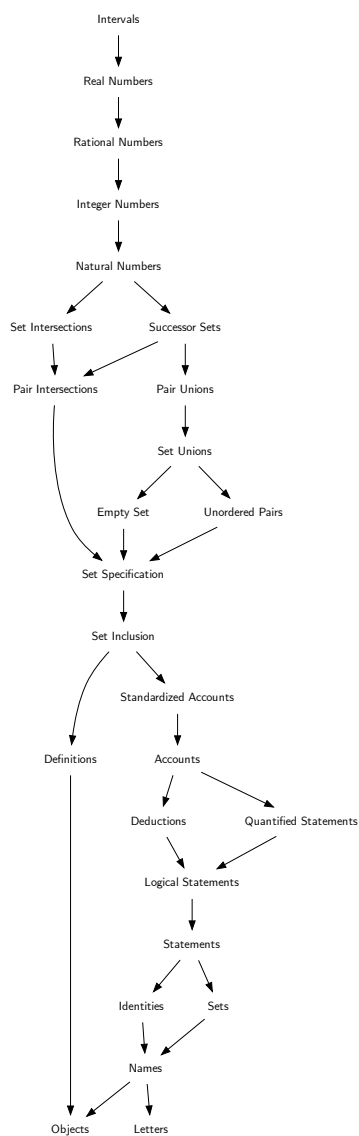 Intervals
Real Numbers
Rational Numbers
Integer Numbers
Natural Numbers
Set Intersections
Successor Sets
Pair Intersections
Pair Unions
Set Unions
Empty Set
Unordered Pairs
Set Specification
Set Inclusion
Standardized Accounts
Definitions
Accounts
Deductions
Quantified Statements
Logical Statements
Statements
Identities
Sets
Names
Objects
Letters